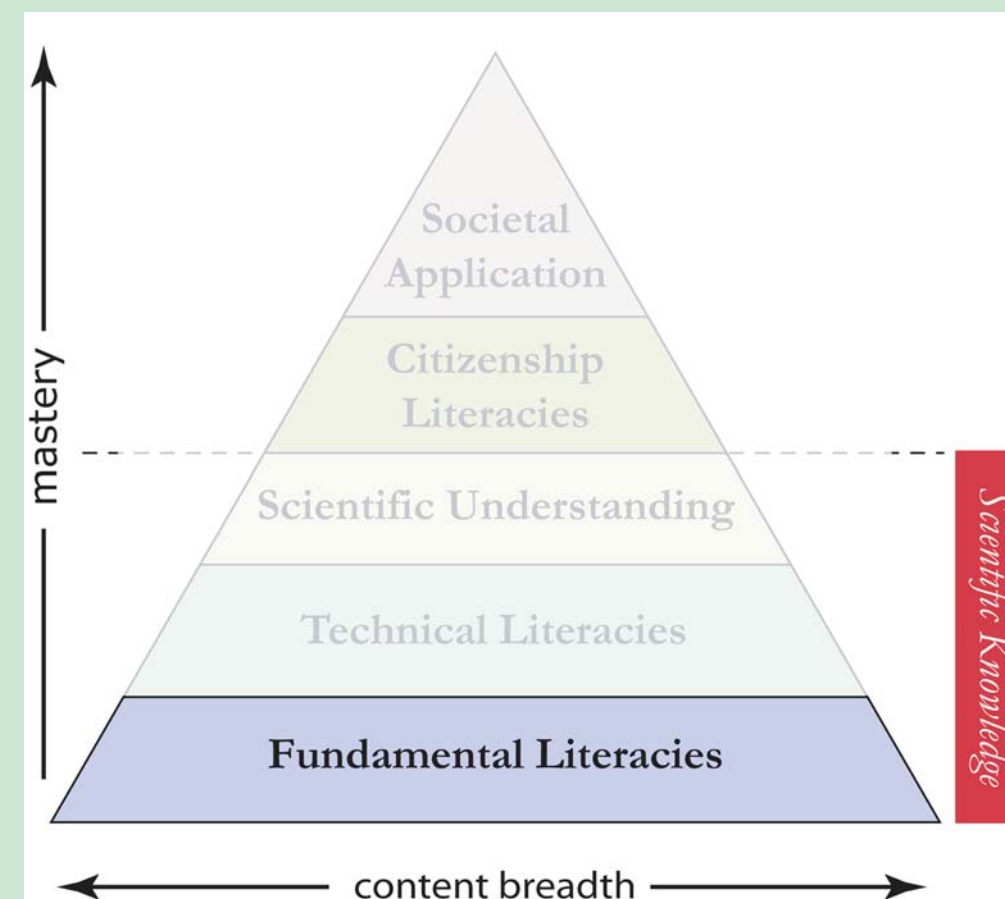 Societal
Application
Citizenship
Literacies
mastery
Scientific Understanding
Scientific Knowledge
Technical Literacies
Fundamental Literacies
content breadth